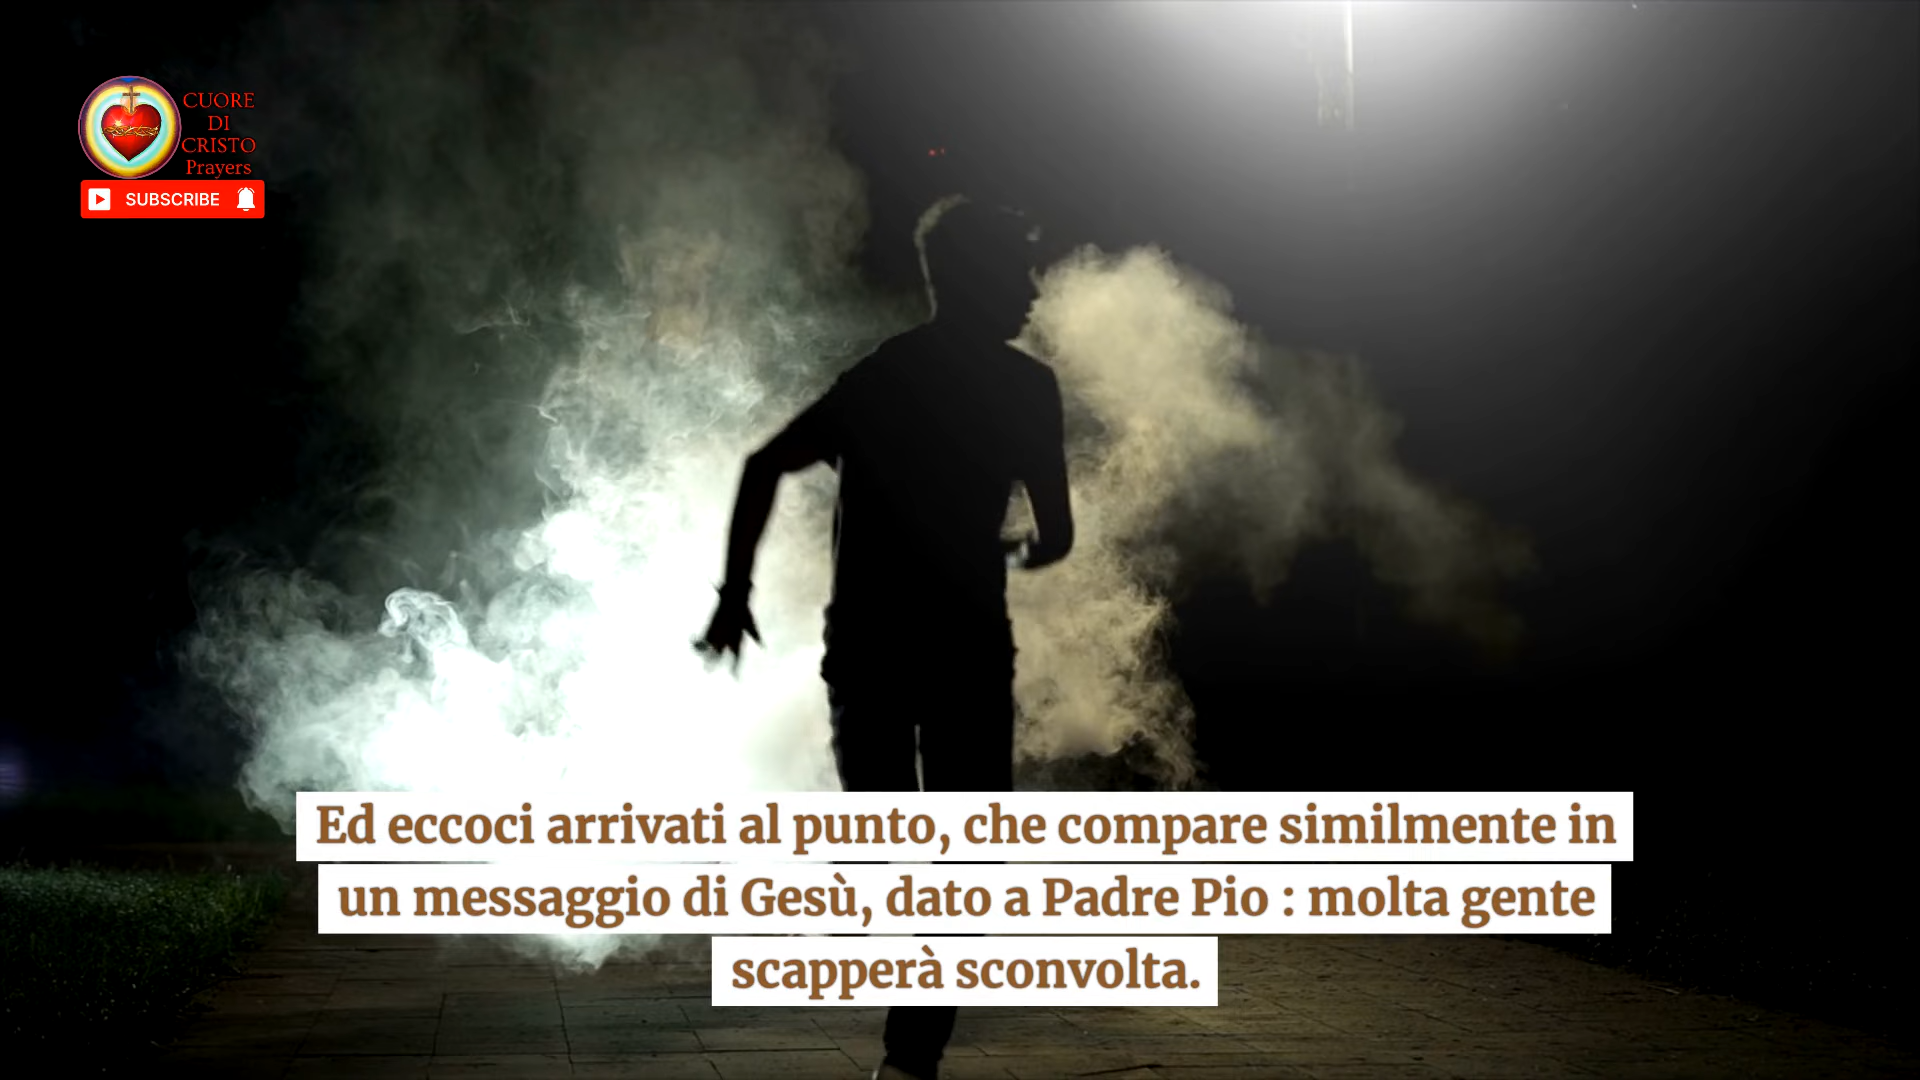 CUORE
DI
CRISTO
Prayers
SUBSCRIBE
Ed eccoci arrivati al punto, che compare similmente in
un messaggio di Gesù, dato a Padre Pio : molta gente
scapperà sconvolta.